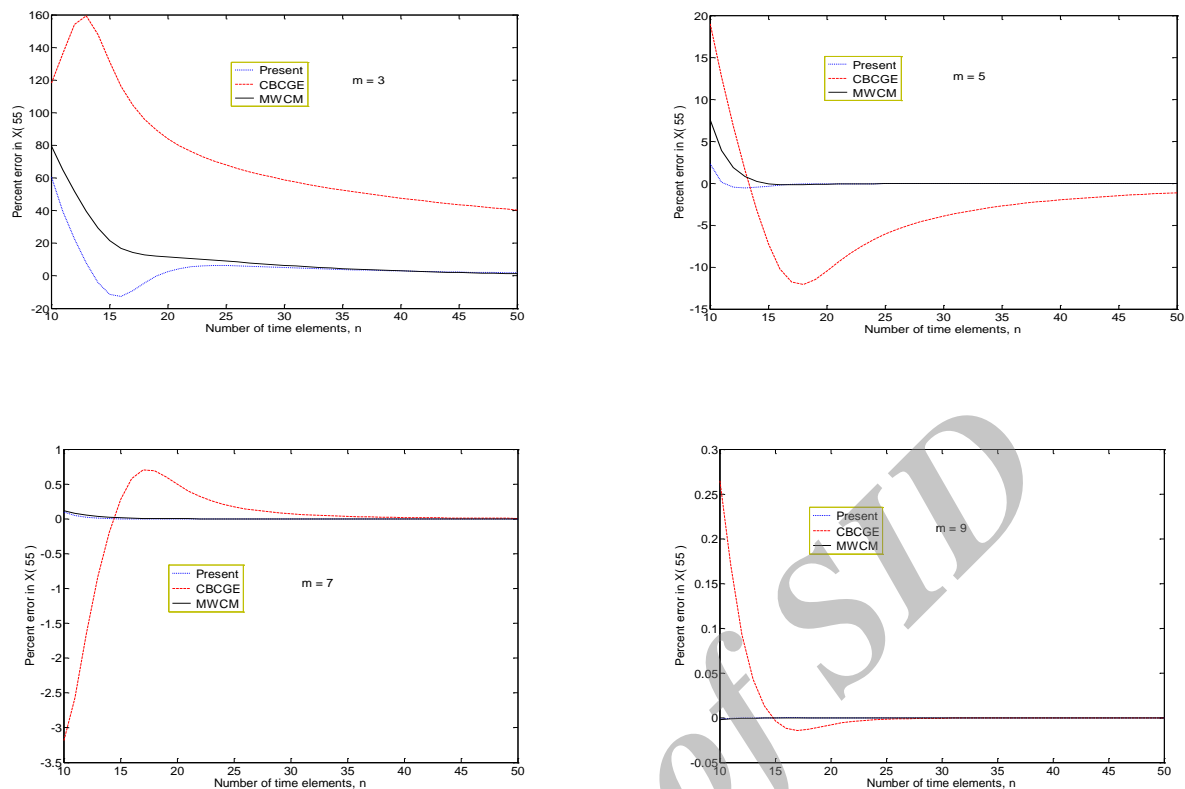 160
140
120
100
80
60
40
20
0
-20
10 15 20 25 30 35 40 45 50
Percent error in X( 55 )
Number of time elements, n
Present
CBCGE
MWCM
m = 3
20
15
10
5
0
-5
-10
-15
10 15 20 25 30 35 40 45 50
Percent error in X( 55 )
Number of time elements, n
Present
CBCGE
MWCM
m = 5
1
0.5
0
-0.5
-1
-1.5
-2
-2.5
-3
-3.5
10 15 20 25 30 35 40 45 50
Percent error in X( 55 )
Number of time elements, n
Present
CBCGE
MWCM
m = 7
0.3
0.25
0.2
0.15
0.1
0.05
0
-0.05
10 15 20 25 30 35 40 45 50
Percent error in X( 55 )
Number of time elements, n
Present
CBCGE
MWCM
m = 9
of SID